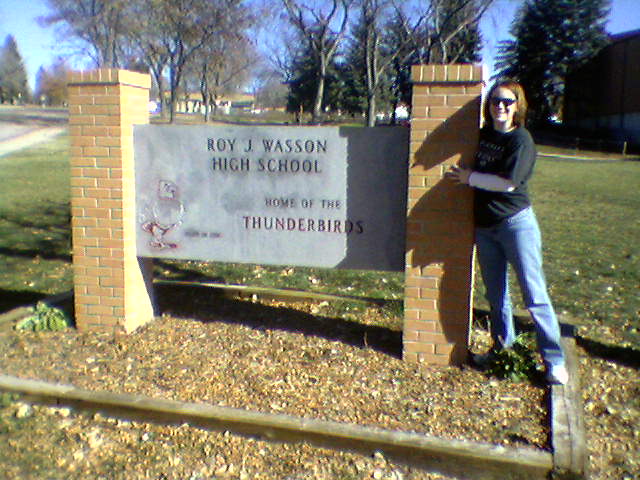 ROY J. WASSON
HIGH SCHOOL
HOME OF THE
THUNDERBIRDS